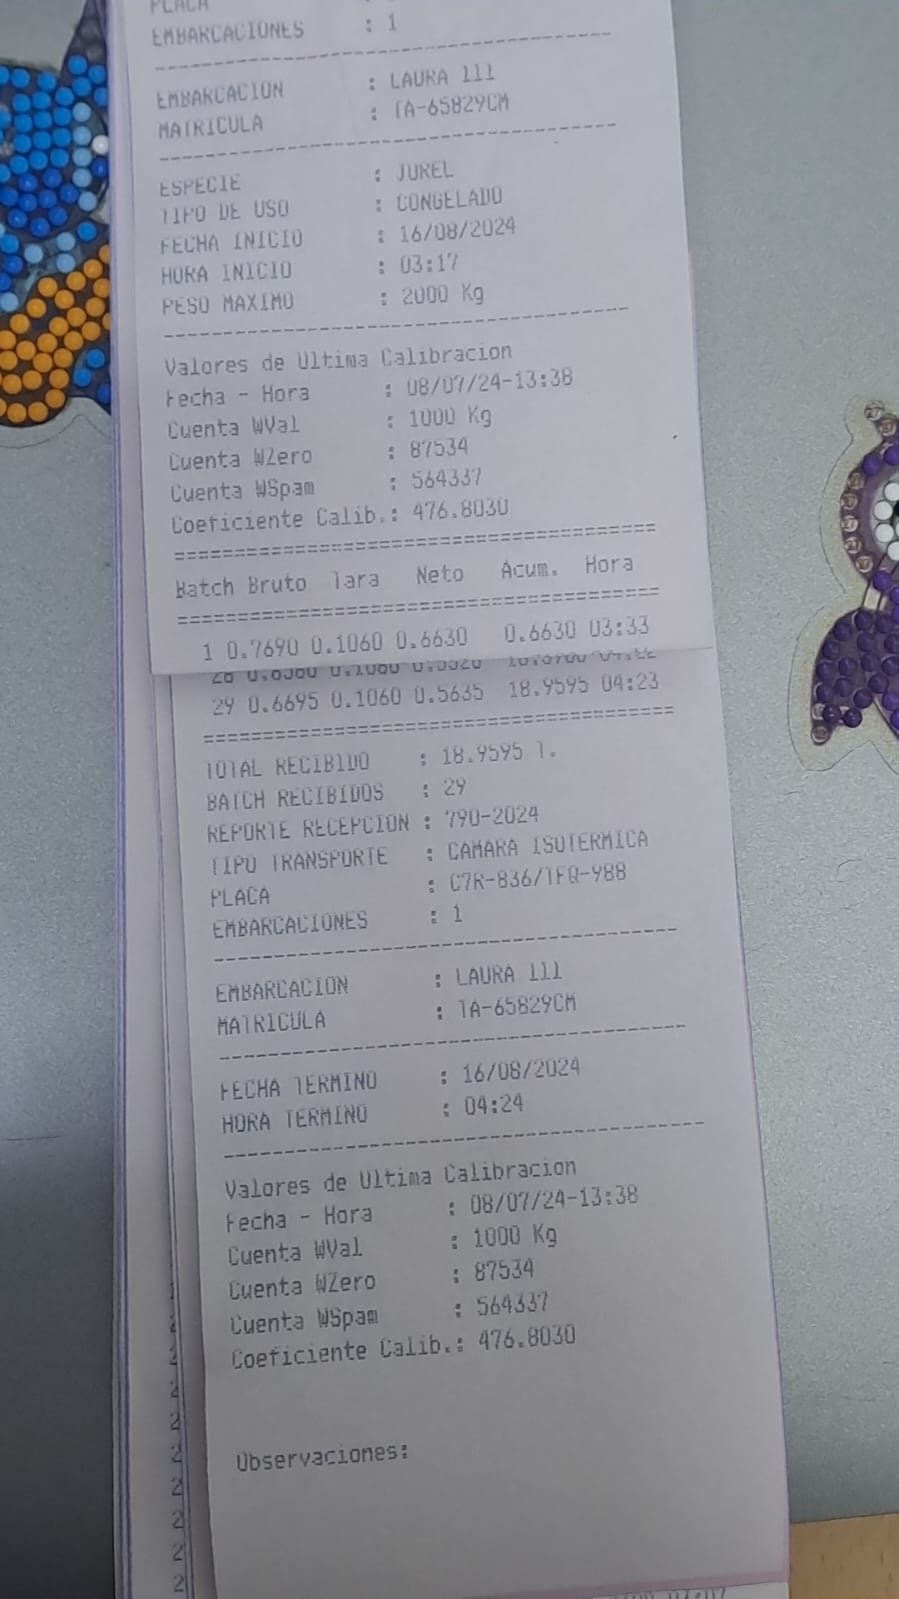 PLACA
EMBARCACIONES : 1
EMBARCACION : LAURA 111
MATRICULA : TA-65829CM
ESPECIE : JUREL
TIPO DE USO : CONGELADO
FECHA INICIO : 16/08/2024
HORA INICIO : 03:17
PESO MAXIMO : 2000 Kg
Valores de Ultima Calibracion
Fecha - Hora : 08/07/24-13:38
Cuenta WVal : 1000 Kg
Cuenta WZero : 87534
Cuenta WSpam : 564337
Coeficiente Calib.: 476.8030
========================================
Batch Bruto Tara Neto Acum. Hora
========================================
1 0.7690 0.1060 0.6630 0.6630 03:33
29 0.6695 0.1060 0.5635 18.9595 04:23
========================================
TOTAL RECIBIDO : 18.9595 T.
BATCH RECIBIDOS : 29
REPORTE RECEPCION : 790-2024
TIPO TRANSPORTE : CAMARA ISOTERMICA
PLACA : C7R-836/TFQ-988
EMBARCACIONES : 1
EMBARCACION : LAURA 111
MATRICULA : TA-65829CM
FECHA TERMINO : 16/08/2024
HORA TERMINO : 04:24
Valores de Ultima Calibracion
Fecha - Hora : 08/07/24-13:38
Cuenta WVal : 1000 Kg
Cuenta WZero : 87534
Cuenta WSpam : 564337
Coeficiente Calib.: 476.8030
Observaciones: